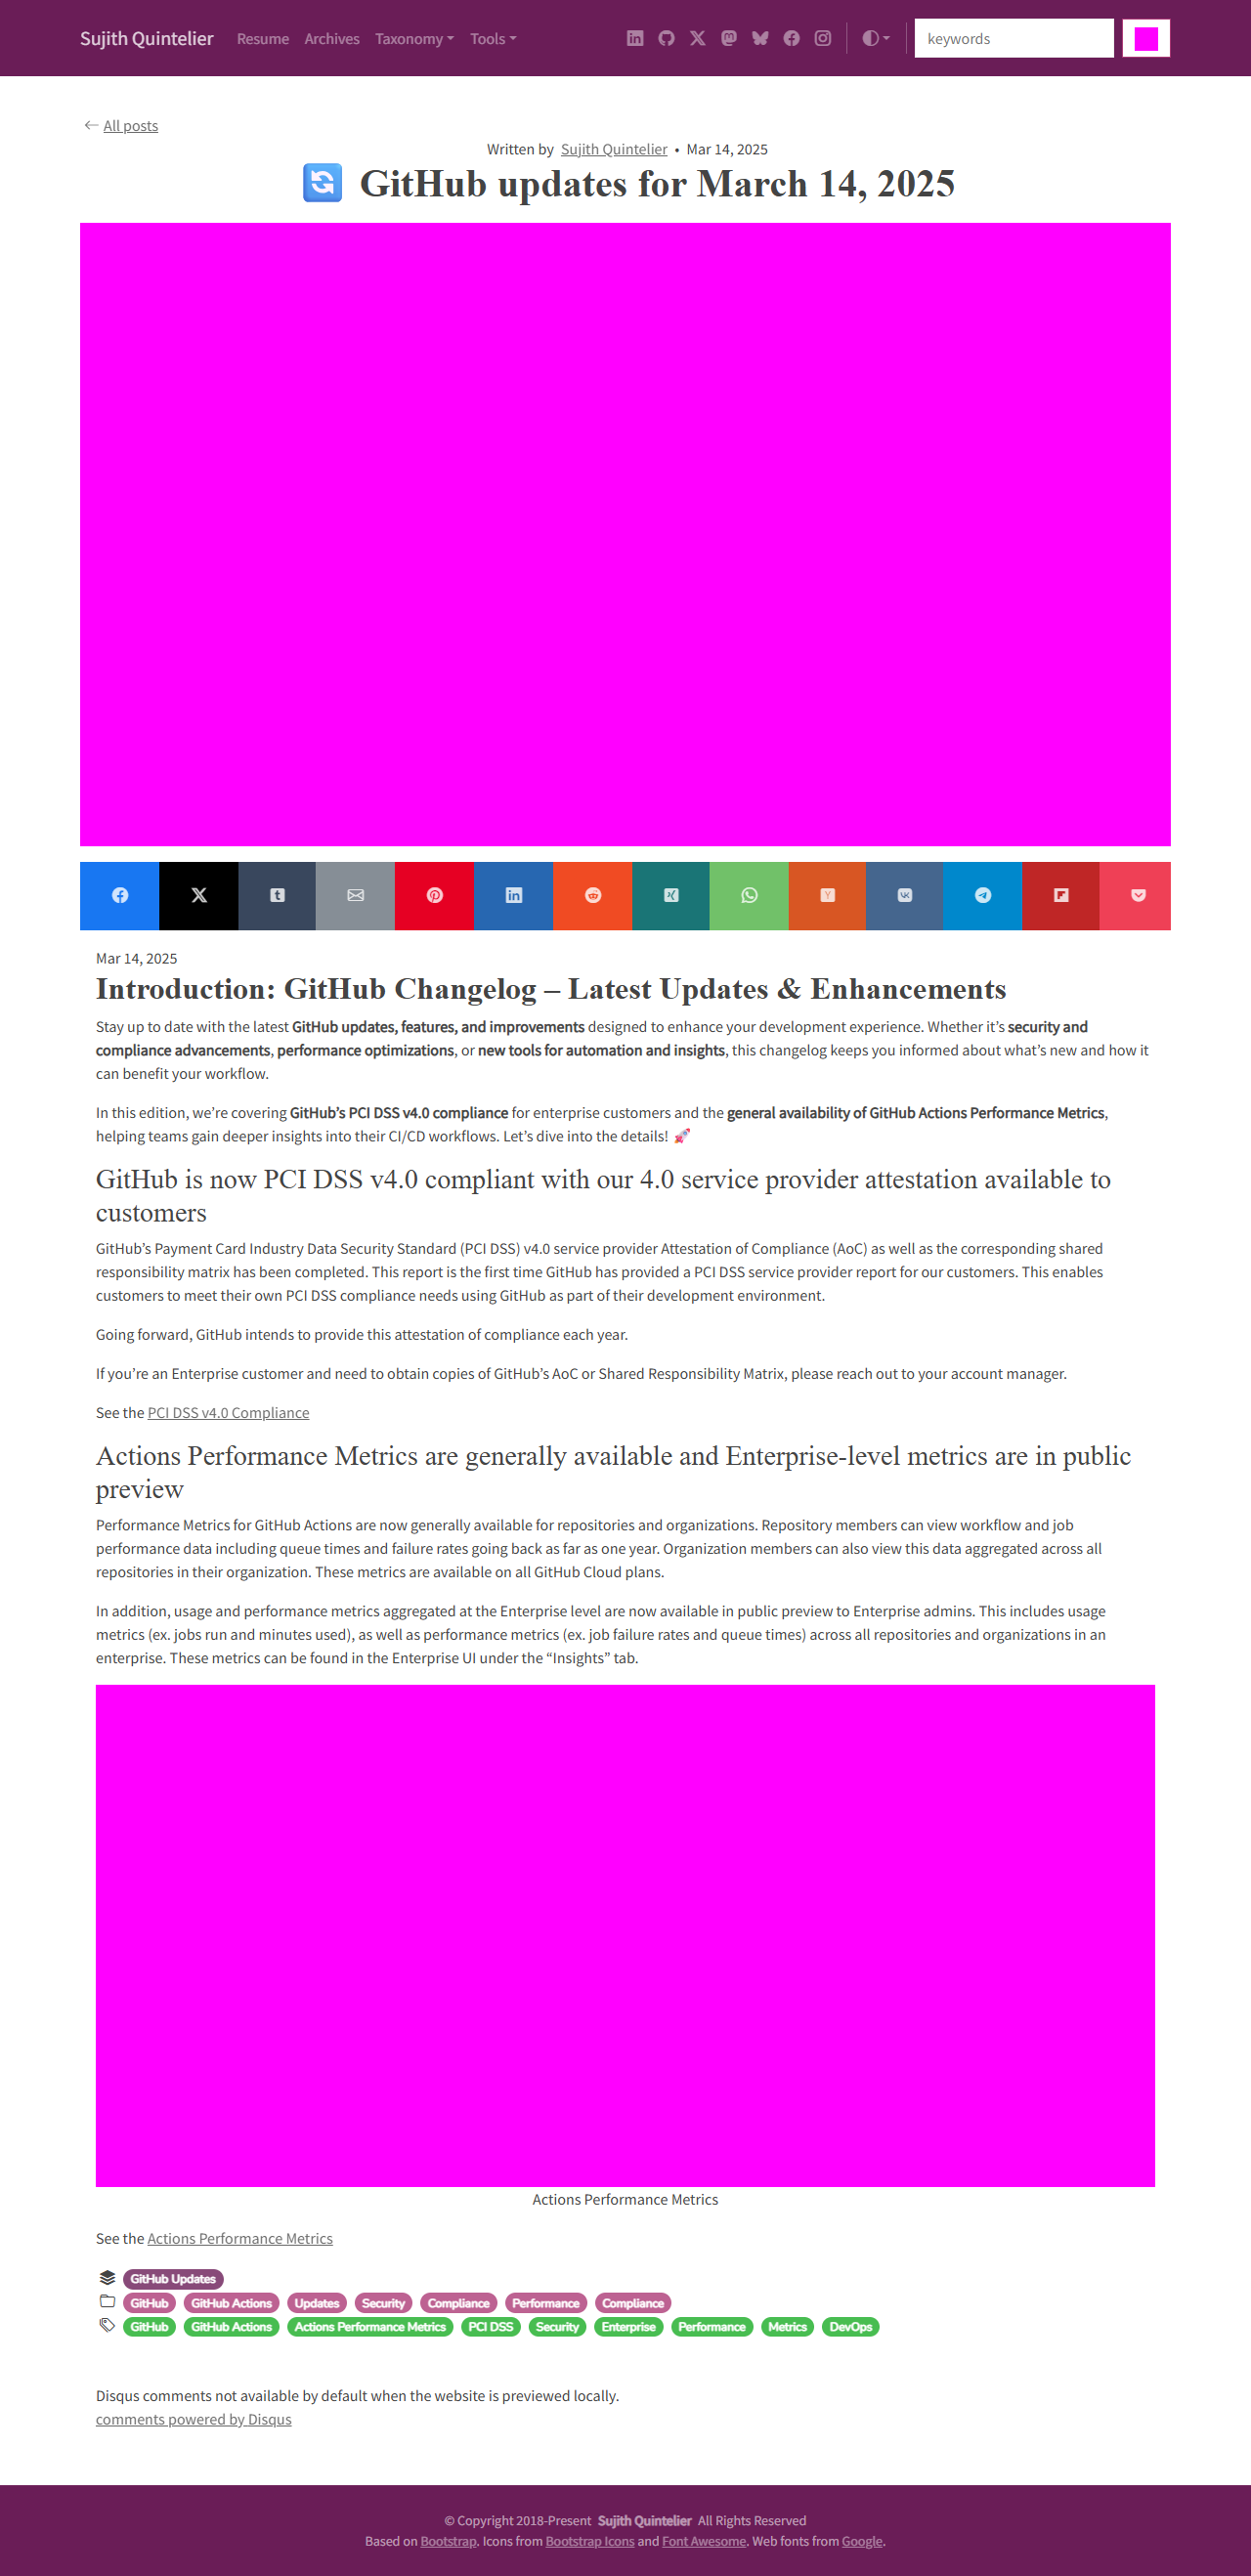 Sujith Quintelier Resume Archives Taxonomy Tools keywords
All posts
Written by Sujith Quintelier • Mar 14, 2025
GitHub updates for March 14, 2025
Mar 14, 2025
Introduction: GitHub Changelog – Latest Updates & Enhancements
Stay up to date with the latest GitHub updates, features, and improvements designed to enhance your development experience. Whether it’s security and
compliance advancements, performance optimizations, or new tools for automation and insights, this changelog keeps you informed about what’s new and how it
can benefit your workflow.
In this edition, we’re covering GitHub’s PCI DSS v4.0 compliance for enterprise customers and the general availability of GitHub Actions Performance Metrics,
helping teams gain deeper insights into their CI/CD workflows. Let’s dive into the details! 🚀
GitHub is now PCI DSS v4.0 compliant with our 4.0 service provider attestation available to
customers
GitHub’s Payment Card Industry Data Security Standard (PCI DSS) v4.0 service provider Attestation of Compliance (AoC) as well as the corresponding shared
responsibility matrix has been completed. This report is the first time GitHub has provided a PCI DSS service provider report for our customers. This enables
customers to meet their own PCI DSS compliance needs using GitHub as part of their development environment.
Going forward, GitHub intends to provide this attestation of compliance each year.
If you’re an Enterprise customer and need to obtain copies of GitHub’s AoC or Shared Responsibility Matrix, please reach out to your account manager.
See the PCI DSS v4.0 Compliance
Actions Performance Metrics are generally available and Enterprise-level metrics are in public
preview
Performance Metrics for GitHub Actions are now generally available for repositories and organizations. Repository members can view workflow and job
performance data including queue times and failure rates going back as far as one year. Organization members can also view this data aggregated across all
repositories in their organization. These metrics are available on all GitHub Cloud plans.
In addition, usage and performance metrics aggregated at the Enterprise level are now available in public preview to Enterprise admins. This includes usage
metrics (ex. jobs run and minutes used), as well as performance metrics (ex. job failure rates and queue times) across all repositories and organizations in an
enterprise. These metrics can be found in the Enterprise UI under the “Insights” tab.
Actions Performance Metrics
See the Actions Performance Metrics
GitHub Updates
GitHub GitHub Actions Updates Security Compliance Performance Compliance
GitHub GitHub Actions Actions Performance Metrics PCI DSS Security Enterprise Performance Metrics DevOps
Disqus comments not available by default when the website is previewed locally.
comments powered by Disqus
© Copyright 2018-Present Sujith Quintelier All Rights Reserved
Based on Bootstrap. Icons from Bootstrap Icons and Font Awesome. Web fonts from Google.